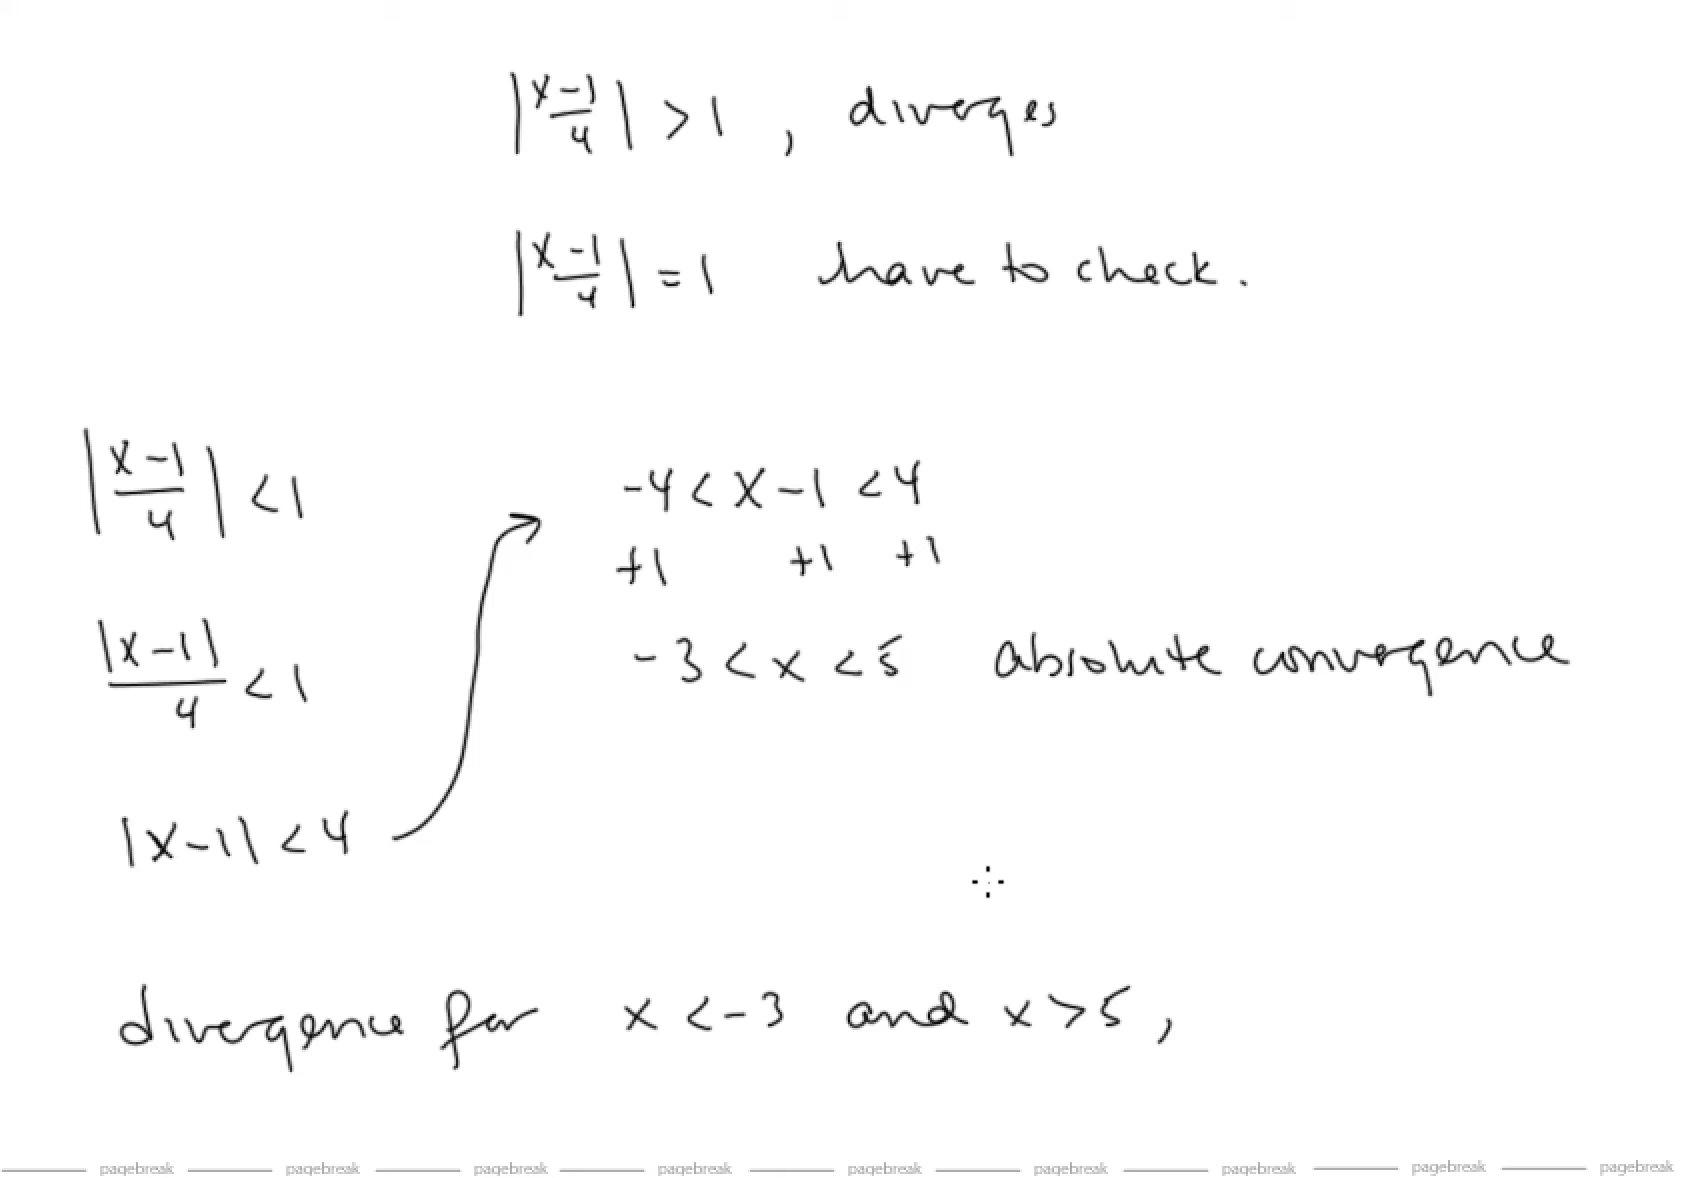 |x-1/4| > 1 , diverges
|x-1/4| = 1 have to check.
|x-1/4| < 1
-4 < x - 1 < 4
+1 +1 +1
|x-1|/4 < 1
-3 < x < 5 absolute convergence
|x-1| < 4
divergence for x < -3 and x > 5,
pagebreak pagebreak pagebreak pagebreak pagebreak pagebreak pagebreak pagebreak pagebreak